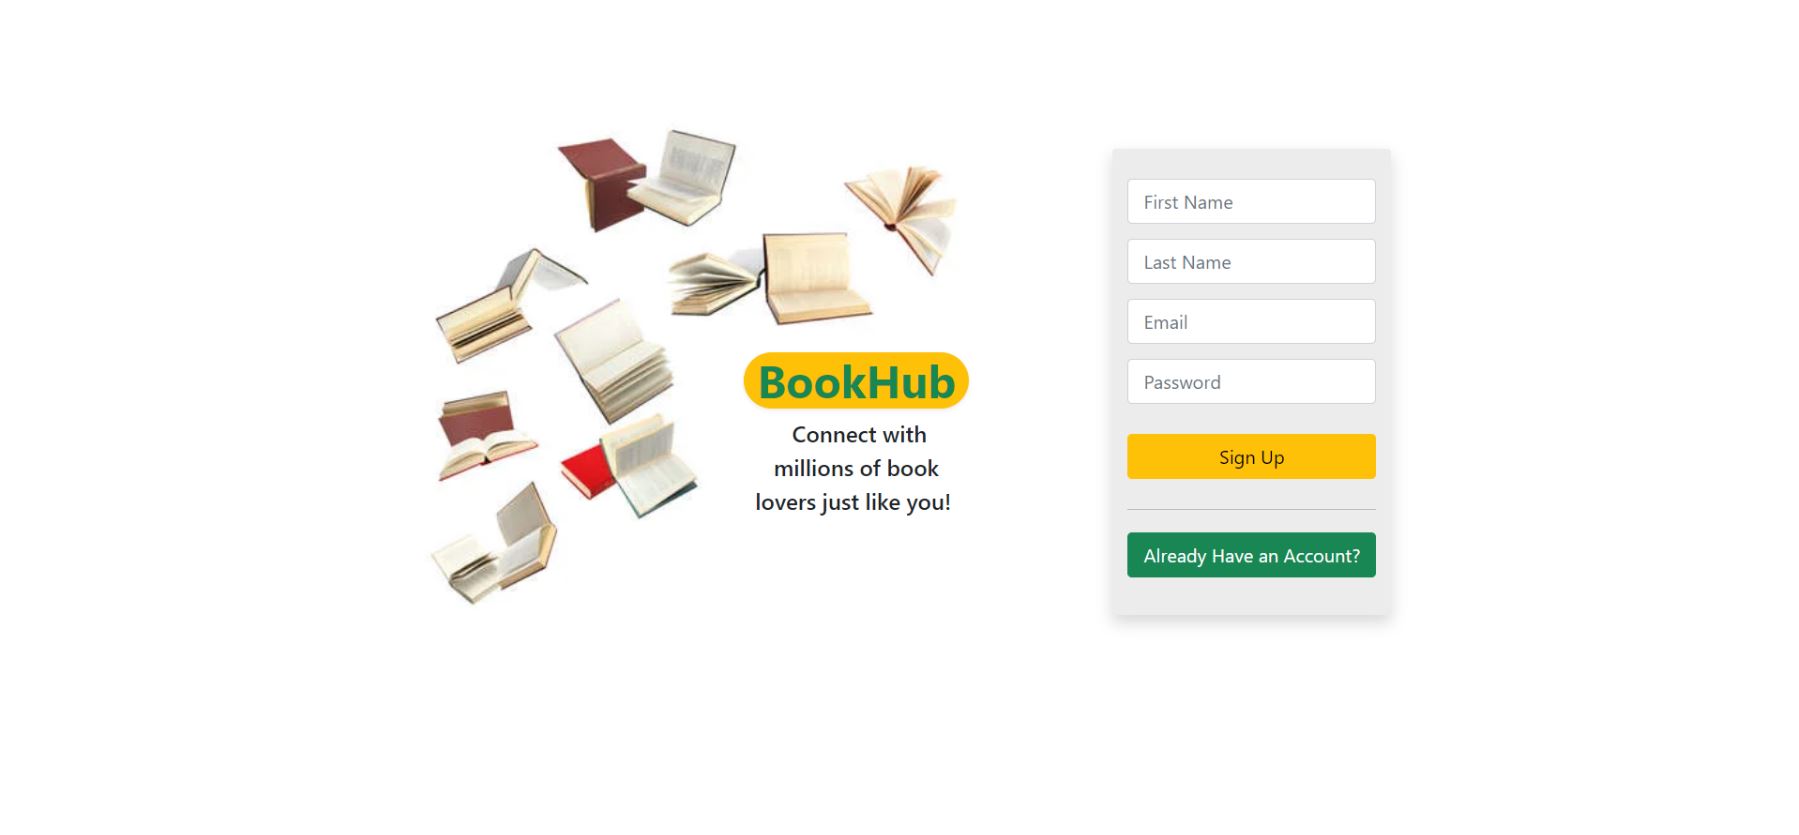 BookHub
Connect with
millions of book
lovers just like you!
First Name
Last Name
Email
Password
Sign Up
Already Have an Account?